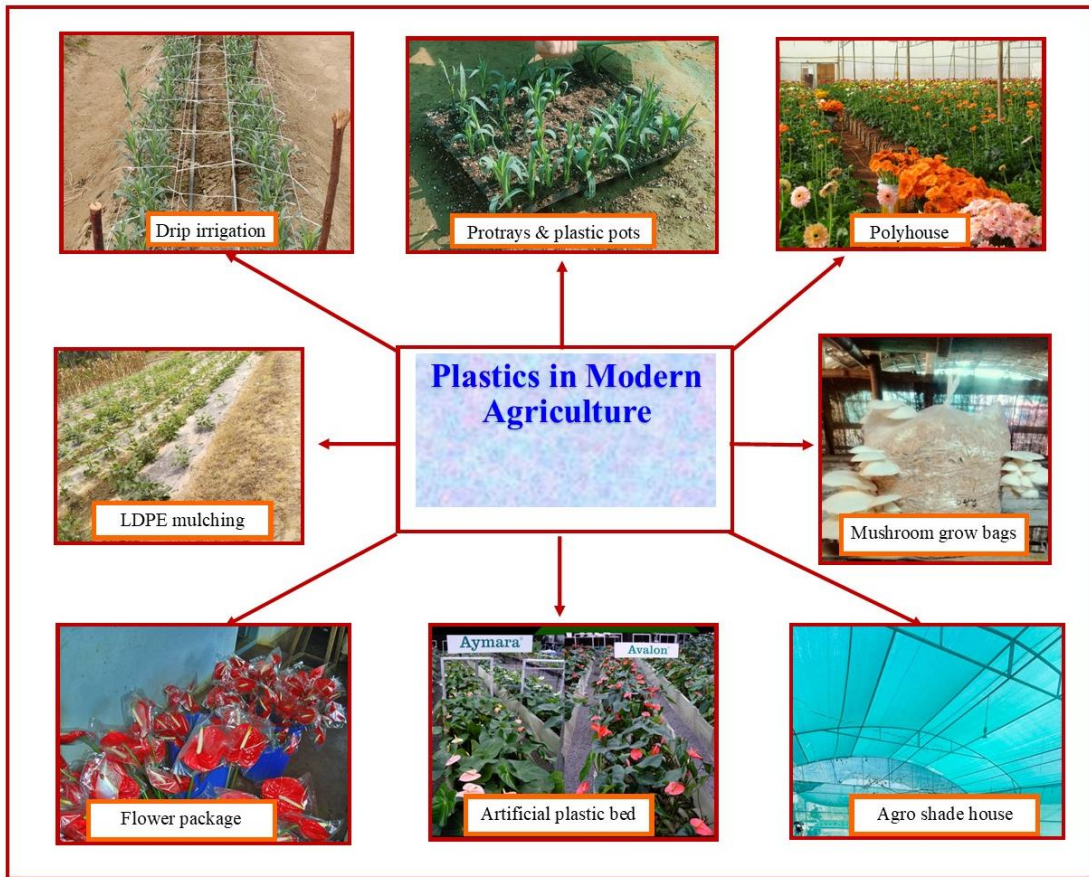 Drip irrigation
Protrays & plastic pots
Polyhouse
Plastics in Modern
Agriculture
LDPE mulching
Mushroom grow bags
Aymara
Avalon
Flower package
Artificial plastic bed
Agro shade house